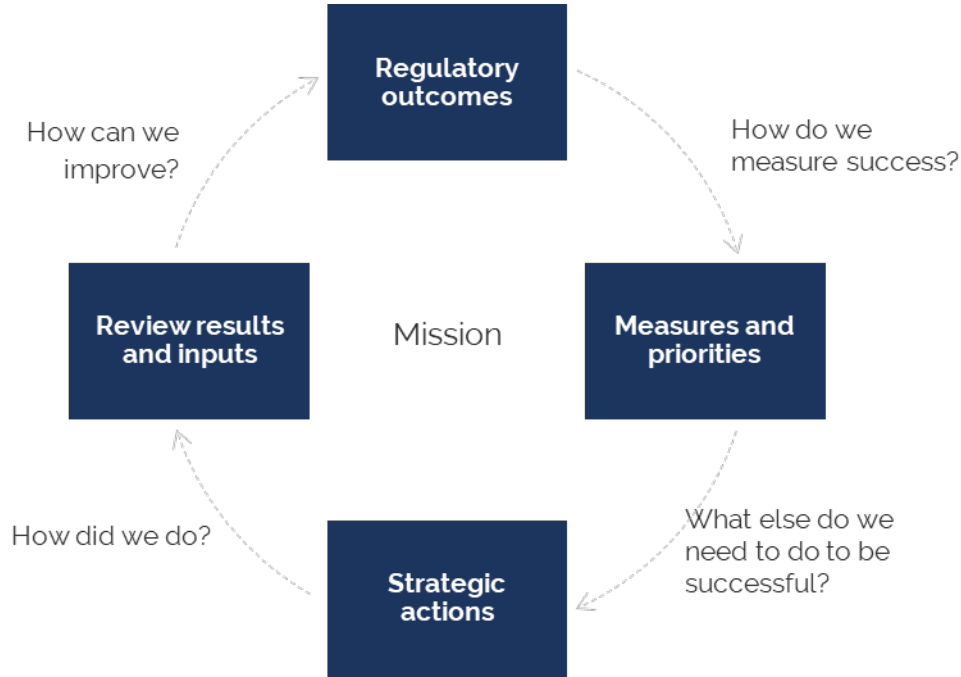 Regulatory
outcomes
How do we
measure success?
Measures and
priorities
What else do we
need to do to be
successful?
Strategic
actions
How did we do?
Review results
and inputs
How can we
improve?
Mission